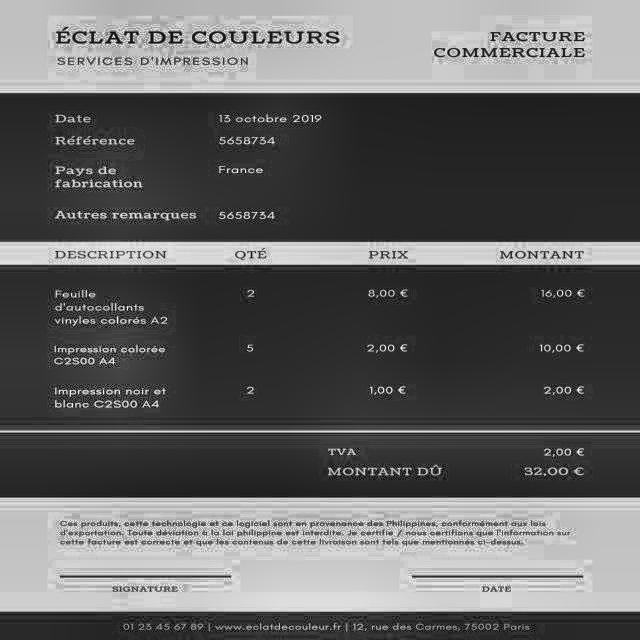 ÉCLAT DE COULEURS
SERVICES D'IMPRESSION
FACTURE
COMMERCIALE
Date 13 octobre 2019
Référence 5658734
Pays de
fabrication France
Autres remarques 5658734
DESCRIPTION QTÉ PRIX MONTANT
Feuille 2 8,00 € 16,00 €
d'autocollants
vinyles colorés A2
Impression colorée 5 2,00 € 10,00 €
C2S00 A4
Impression noir et 2 1,00 € 2,00 €
blanc C2S00 A4
TVA 2,00 €
MONTANT DÛ 32,00 €
Ces produits, cette technologie et ce logiciel sont en provenance des Philippines, conformément aux lois
d'exportation. Toute déviation à la loi philippine est interdite. Je certifie / nous certifions que l'information sur
cette facture est correcte et que les contenus de cette livraison sont tels que mentionnés ci-dessus.
SIGNATURE DATE
01 23 45 67 89 | www.eclatdecouleur.fr | 12, rue des Carmes, 75002 Paris